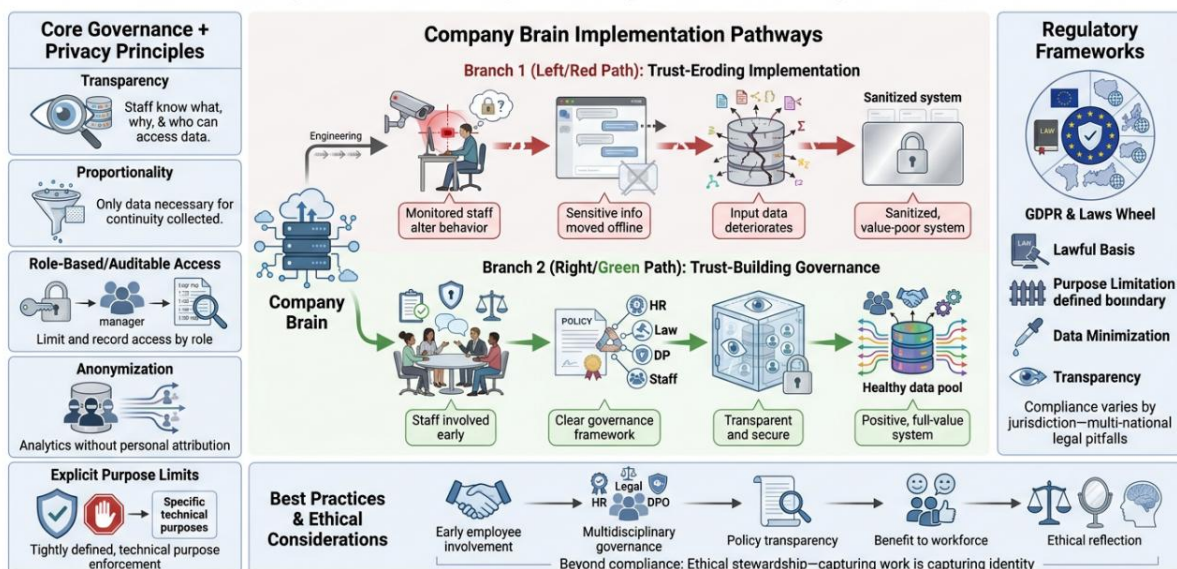 Core Governance +
Privacy Principles
Transparency
Staff know what,
why, & who can
access data.
Proportionality
Only data necessary for
continuity collected.
Role-Based/Auditable Access
manager
Limit and record access by role
Anonymization
Analytics without personal attribution
Explicit Purpose Limits
Specific
technical
purposes
Tightly defined, technical purpose
enforcement
Company Brain Implementation Pathways
Branch 1 (Left/Red Path): Trust-Eroding Implementation
Engineering
Monitored staff
alter behavior
Sensitive info
moved offline
Input data
deteriorates
Sanitized system
Sanitized,
value-poor system
Company
Brain
Branch 2 (Right/Green Path): Trust-Building Governance
Staff involved
early
POLICY
HR
Law
DP
Staff
Clear governance
framework
Transparent
and secure
Healthy data pool
Positive, full-value
system
Regulatory
Frameworks
LAW
GDPR & Laws Wheel
LAW
Lawful Basis
Purpose Limitation
defined boundary
Data Minimization
Transparency
Compliance varies by
jurisdiction—multi-national
legal pitfalls
Best Practices
& Ethical
Considerations
Early employee
involvement
HR
Legal
DPO
Multidisciplinary
governance
Policy transparency
Benefit to workforce
Ethical reflection
Beyond compliance: Ethical stewardship—capturing work is capturing identity